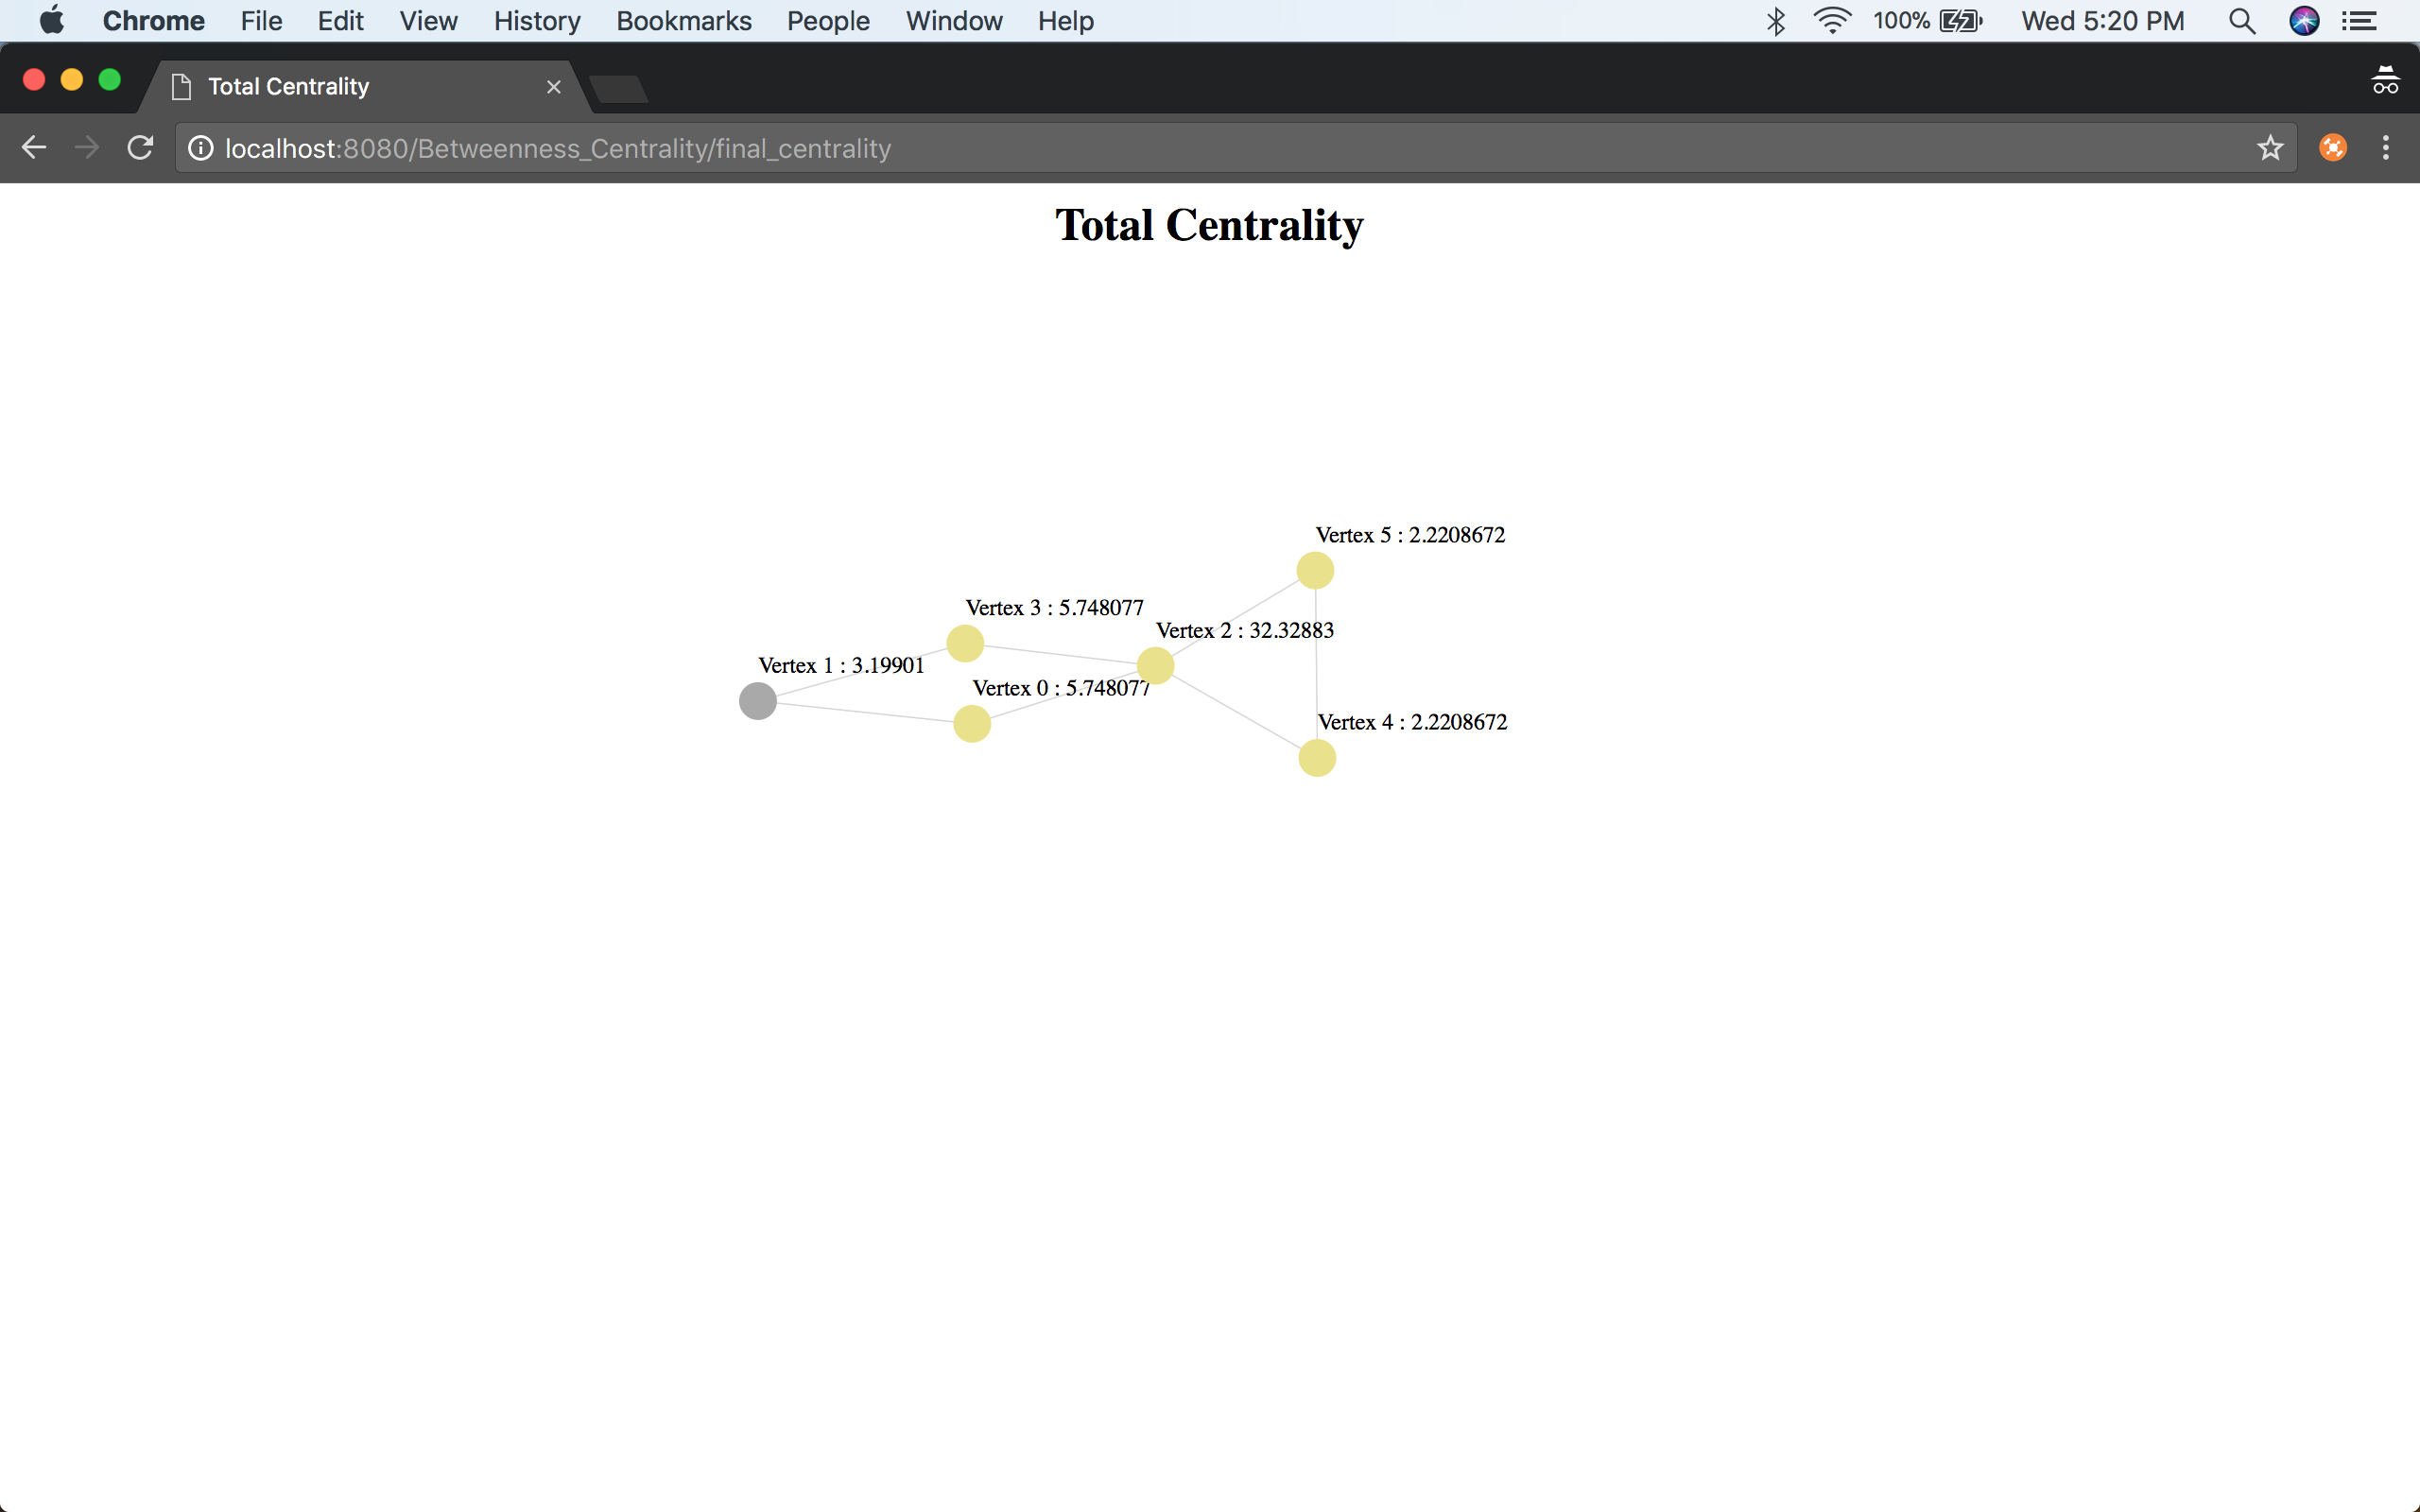 Chrome File Edit View History Bookmarks People Window Help 100% Wed 5:20 PM
Total Centrality
localhost:8080/Betweenness_Centrality/final_centrality
Total Centrality
Vertex 5 : 2.2208672
Vertex 3 : 5.748077
Vertex 2 : 32.32883
Vertex 1 : 3.19901
Vertex 0 : 5.748077
Vertex 4 : 2.2208672